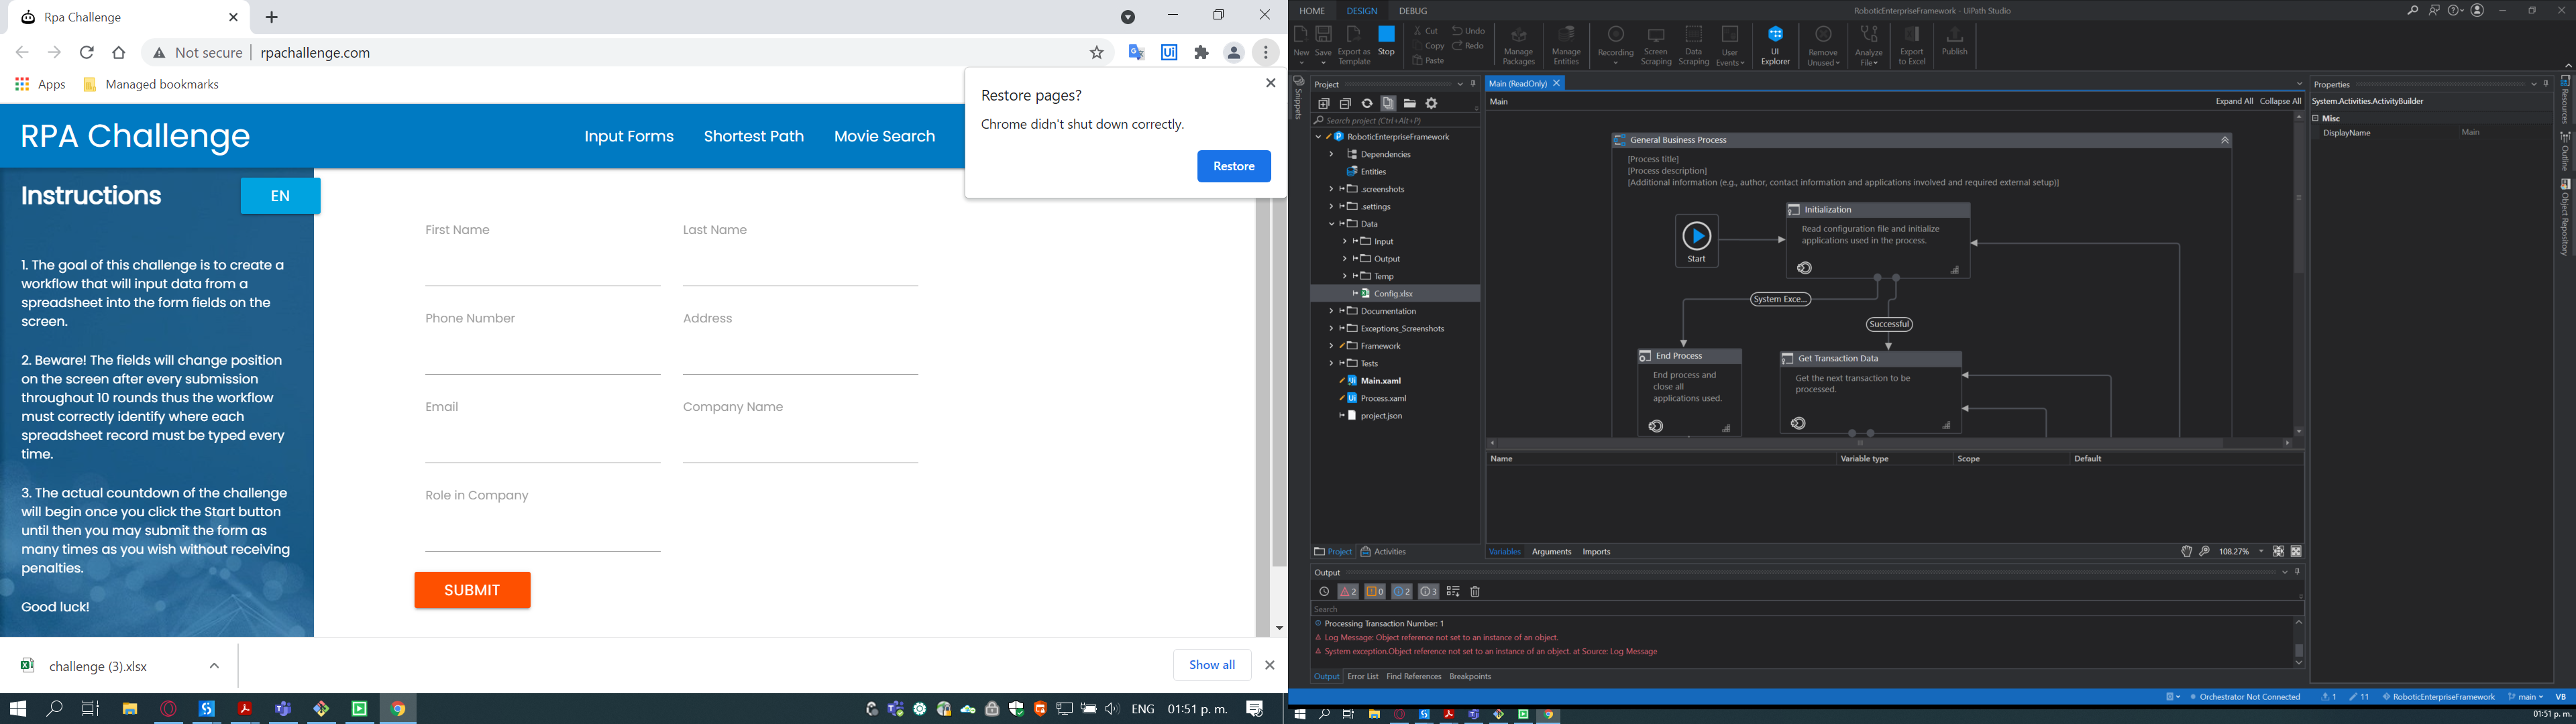 Rpa Challenge
Not secure | rpachallenge.com
Apps
Managed bookmarks
Restore pages?
Chrome didn't shut down correctly.
Restore
RPA Challenge
Input Forms
Shortest Path
Movie Search
Instructions
EN
1. The goal of this challenge is to create a
workflow that will input data from a
spreadsheet into the form fields on the
screen.
2. Beware! The fields will change position
on the screen after every submission
throughout 10 rounds thus the workflow
must correctly identify where each
spreadsheet record must be typed every
time.
3. The actual countdown of the challenge
will begin once you click the Start button
until then you may submit the form as
many times as you wish without receiving
penalties.
Good luck!
First Name
Last Name
Phone Number
Address
Email
Company Name
Role in Company
SUBMIT
challenge (3).xlsx
Show all
ENG
01:51 p. m.
HOME
DESIGN
DEBUG
RoboticEnterpriseFramework - UiPath Studio
New
Save
Export as
Template
Stop
Cut
Copy
Paste
Undo
Redo
Manage
Packages
Manage
Entities
Recording
Screen
Scraping
Data
Scraping
User
Events
UI
Explorer
Remove
Unused
Analyze
File
Export
to Excel
Publish
Snippets
Project
Search project (Ctrl+Alt+P)
RoboticEnterpriseFramework
Dependencies
Entities
.screenshots
.settings
Data
Input
Output
Temp
Config.xlsx
Documentation
Exceptions_Screenshots
Framework
Tests
Main.xaml
Process.xaml
project.json
Project
Activities
Main (ReadOnly)
Main
Expand All
Collapse All
General Business Process
[Process title]
[Process description]
[Additional information (e.g., author, contact information and applications involved and required external setup)]
Start
Initialization
Read configuration file and initialize
applications used in the process.
System Exce...
Successful
End Process
End process and
close all
applications used.
Get Transaction Data
Get the next transaction to be
processed.
Name
Variable type
Scope
Default
Variables
Arguments
Imports
108.27%
Output
2
0
2
3
Search
Processing Transaction Number: 1
Log Message: Object reference not set to an instance of an object.
System exception.Object reference not set to an instance of an object. at Source: Log Message
Output
Error List
Find References
Breakpoints
Properties
System.Activities.ActivityBuilder
Misc
DisplayName
Main
Resources
Outline
Object Repository
Orchestrator Not Connected
1
11
RoboticEnterpriseFramework
main
VB
01:51 p. m.